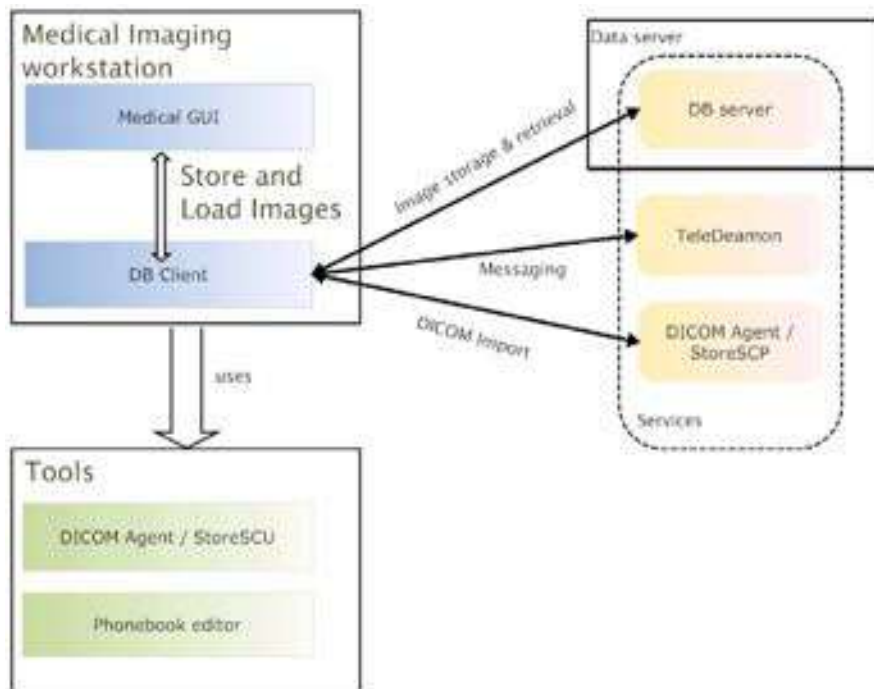 Medical Imaging
workstation
Medical GUI
Store and
Load Images
DB Client
Image storage & retrieval
Messaging
DICOM Import
Data server
DB server
TeleDeamon
DICOM Agent /
StoreSCP
Services
uses
Tools
DICOM Agent / StoreSCU
Phonebook editor